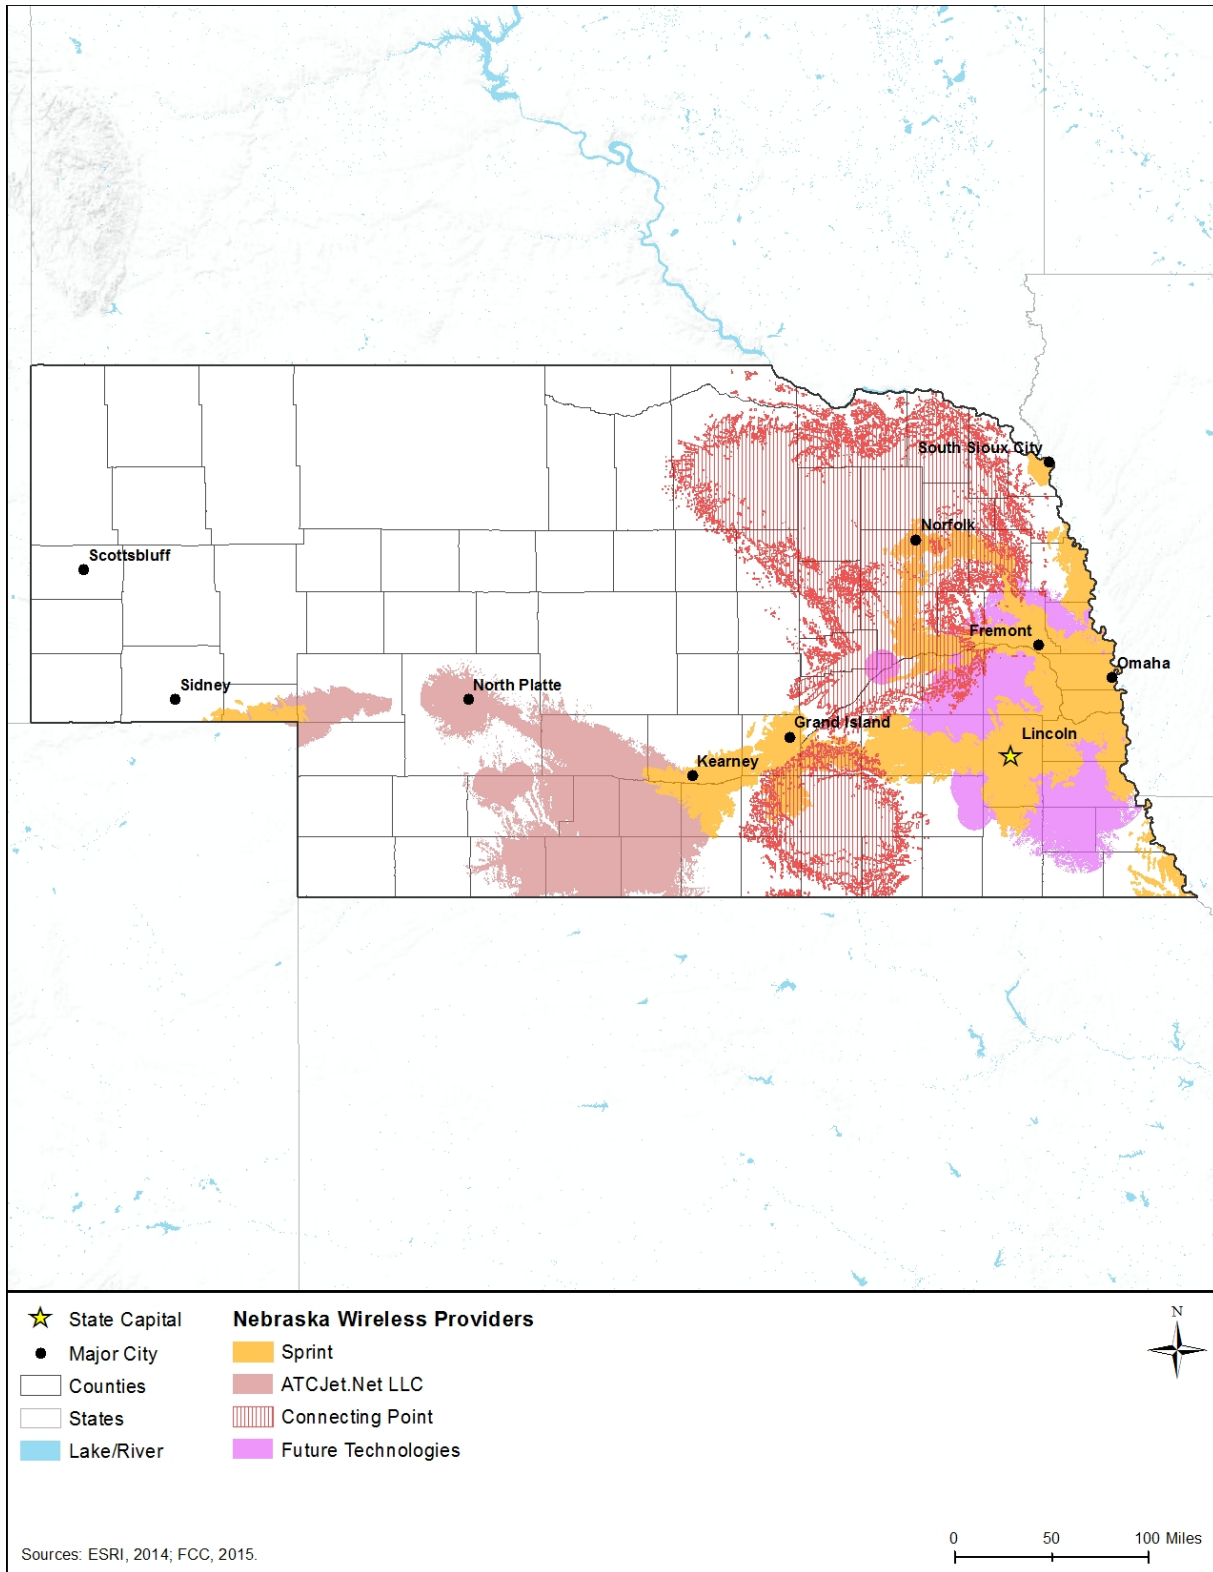 South Sioux City
Norfolk
Scottsbluff
Fremont
Omaha
Sidney
North Platte
Grand Island
Lincoln
Kearney
State Capital
Major City
Counties
States
Lake/River
Nebraska Wireless Providers
Sprint
ATCJet.Net LLC
Connecting Point
Future Technologies
N
0 50 100 Miles
Sources: ESRI, 2014; FCC, 2015.